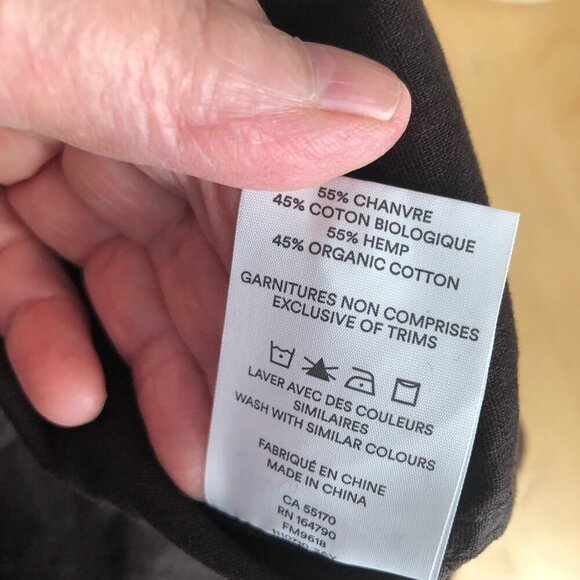 55% CHANVRE
45% COTON BIOLOGIQUE
55% HEMP
45% ORGANIC COTTON
GARNITURES NON COMPRISES
EXCLUSIVE OF TRIMS
LAVER AVEC DES COULEURS
SIMILAIRES
WASH WITH SIMILAR COLOURS
FABRIQUÉ EN CHINE
MADE IN CHINA
CA 55170
RN 164790
FM9618